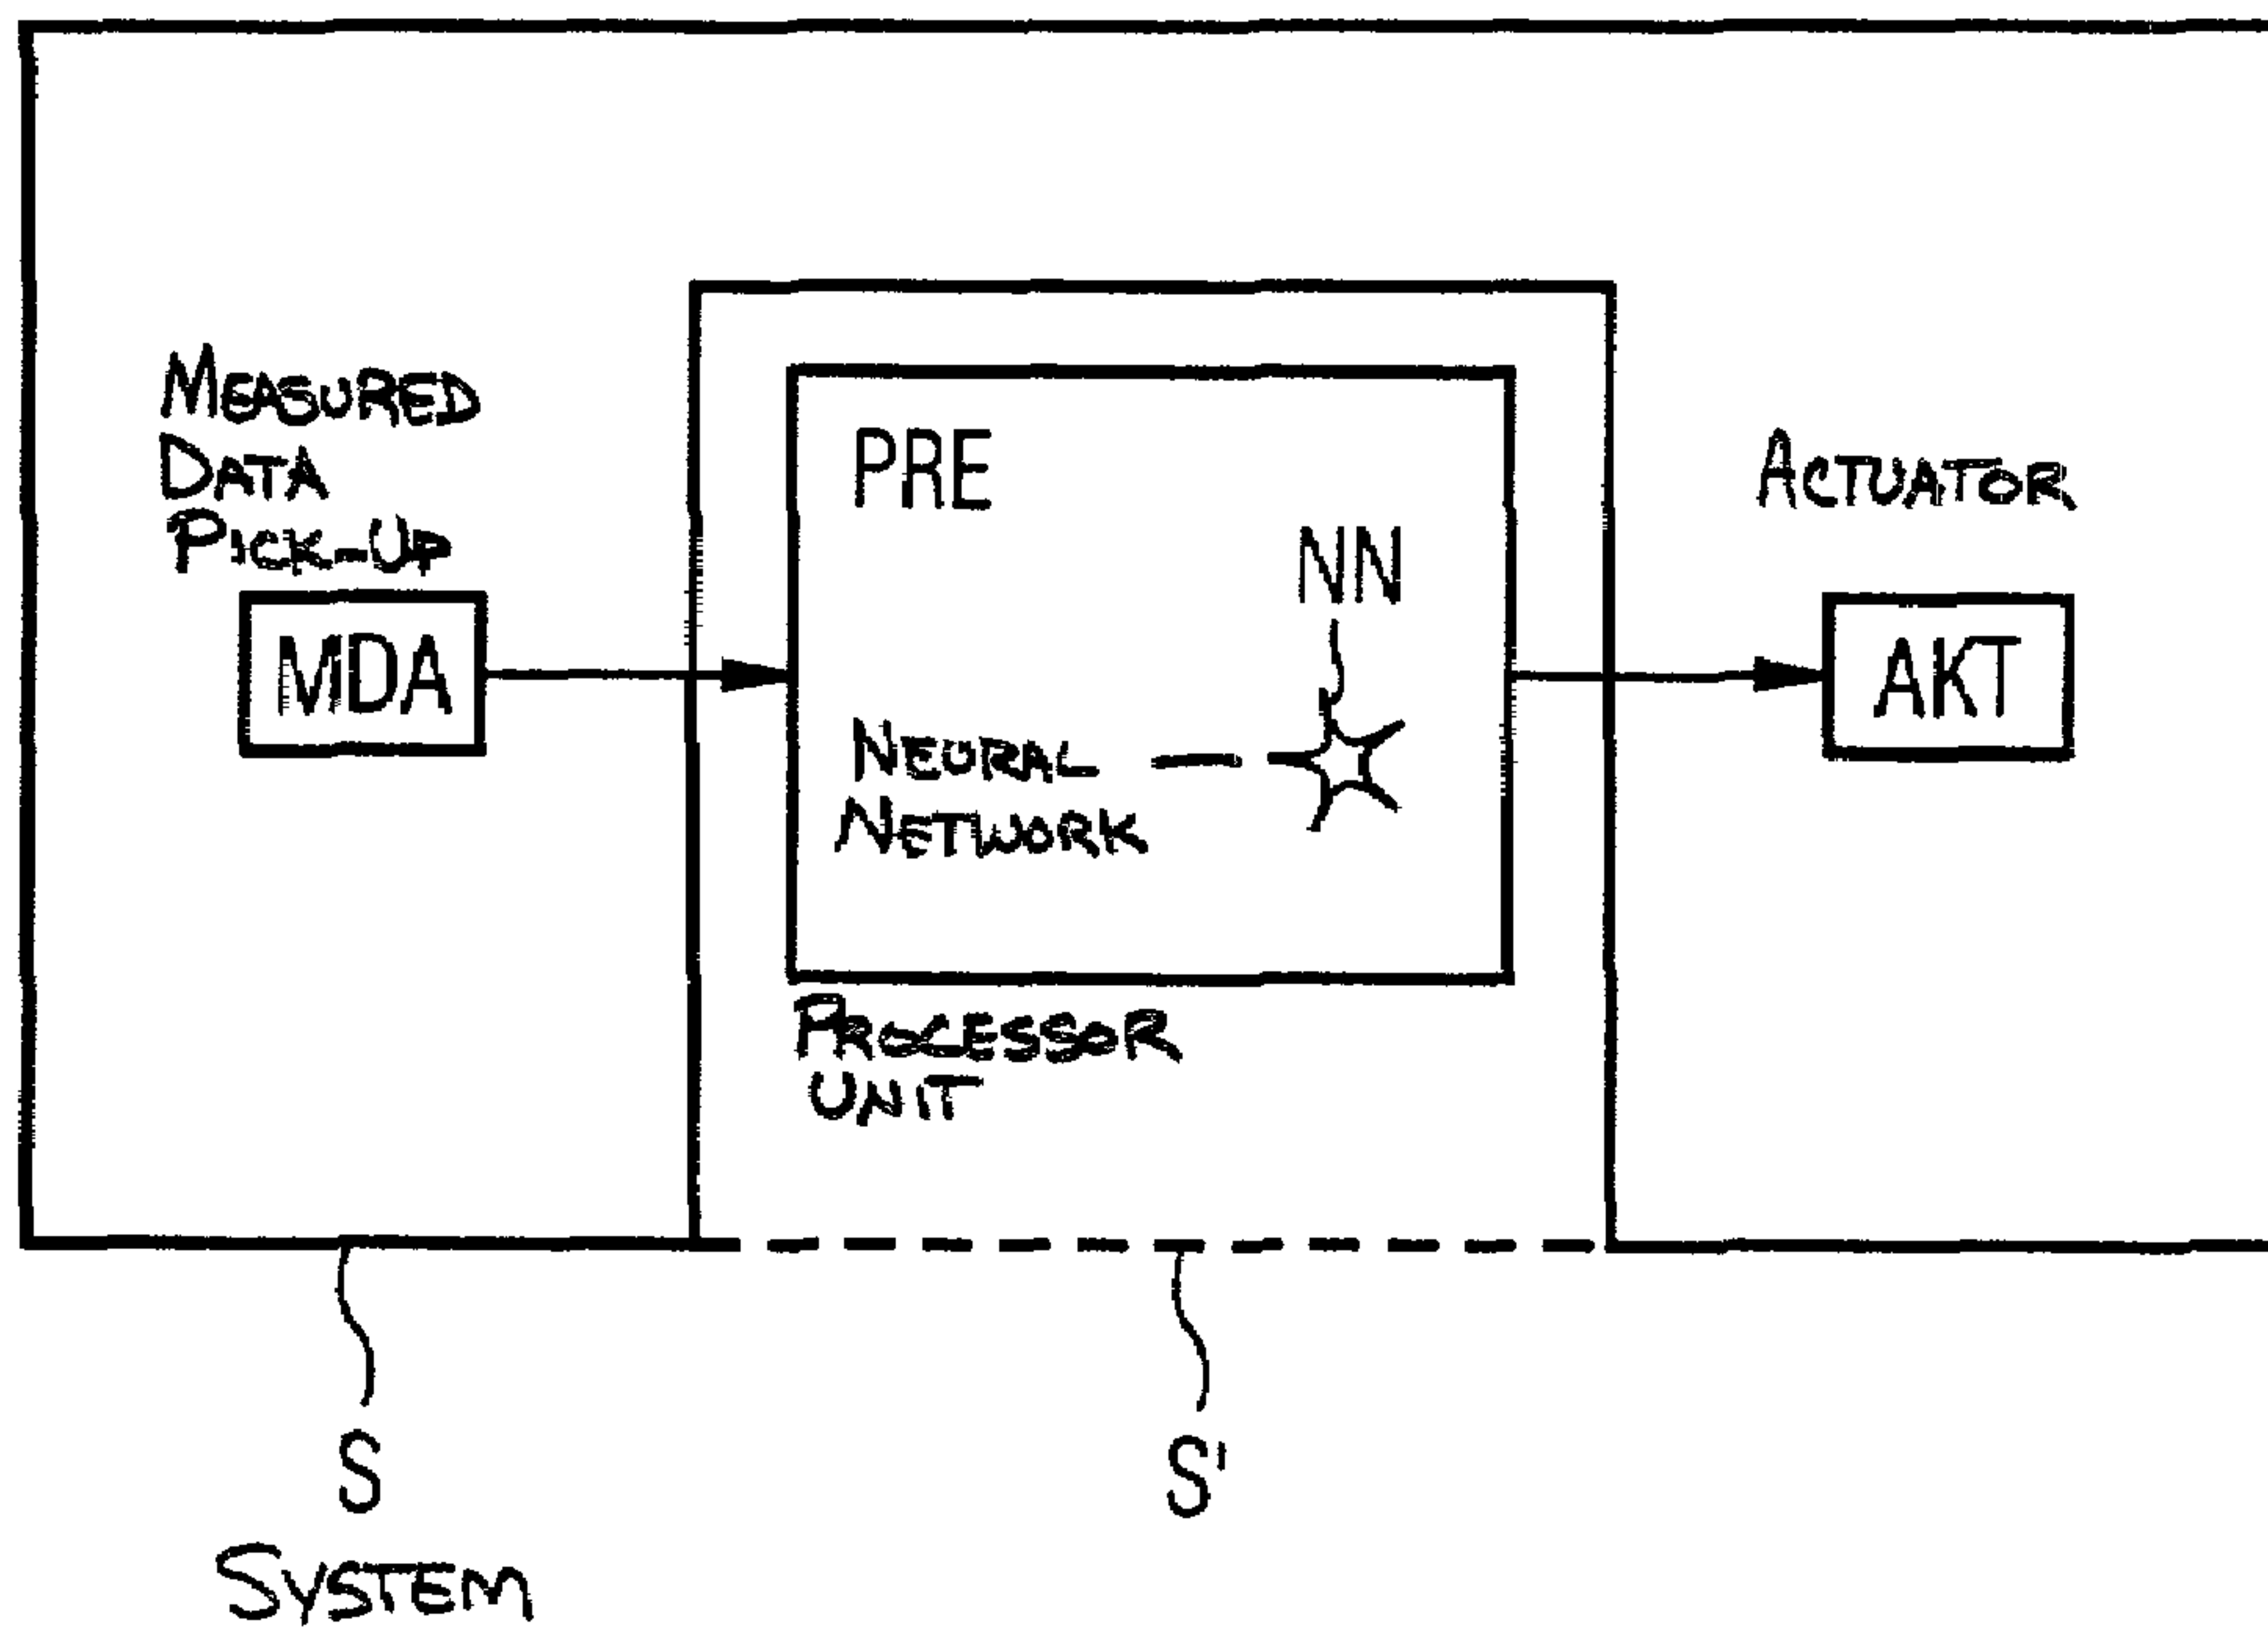 MEASURED
DATA
PICK-UP
MDA
PRE
NN
NEURAL
NETWORK
PROCESSOR
UNIT
ACTUATOR
AKT
S
SYSTEM
S'